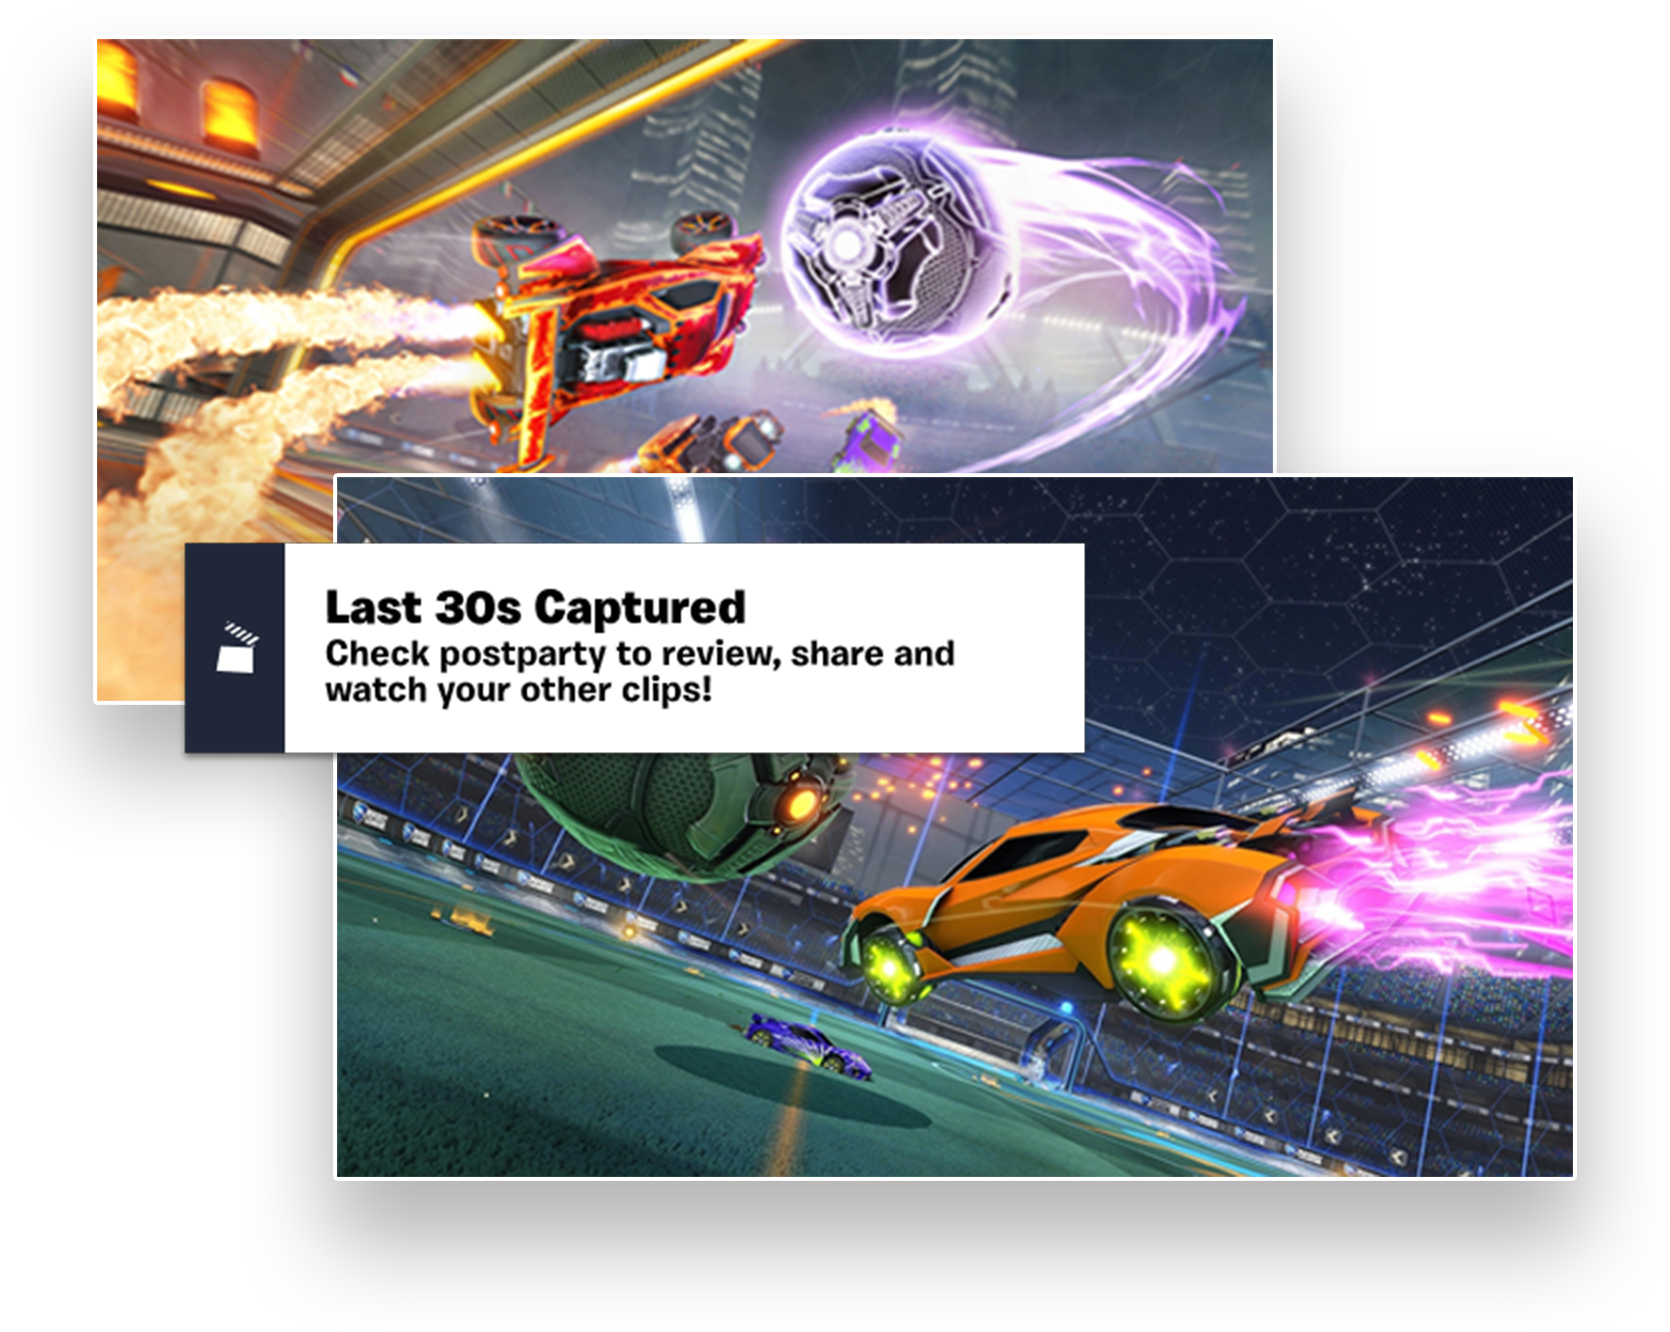 Last 30s Captured
Check postparty to review, share and
watch your other clips!